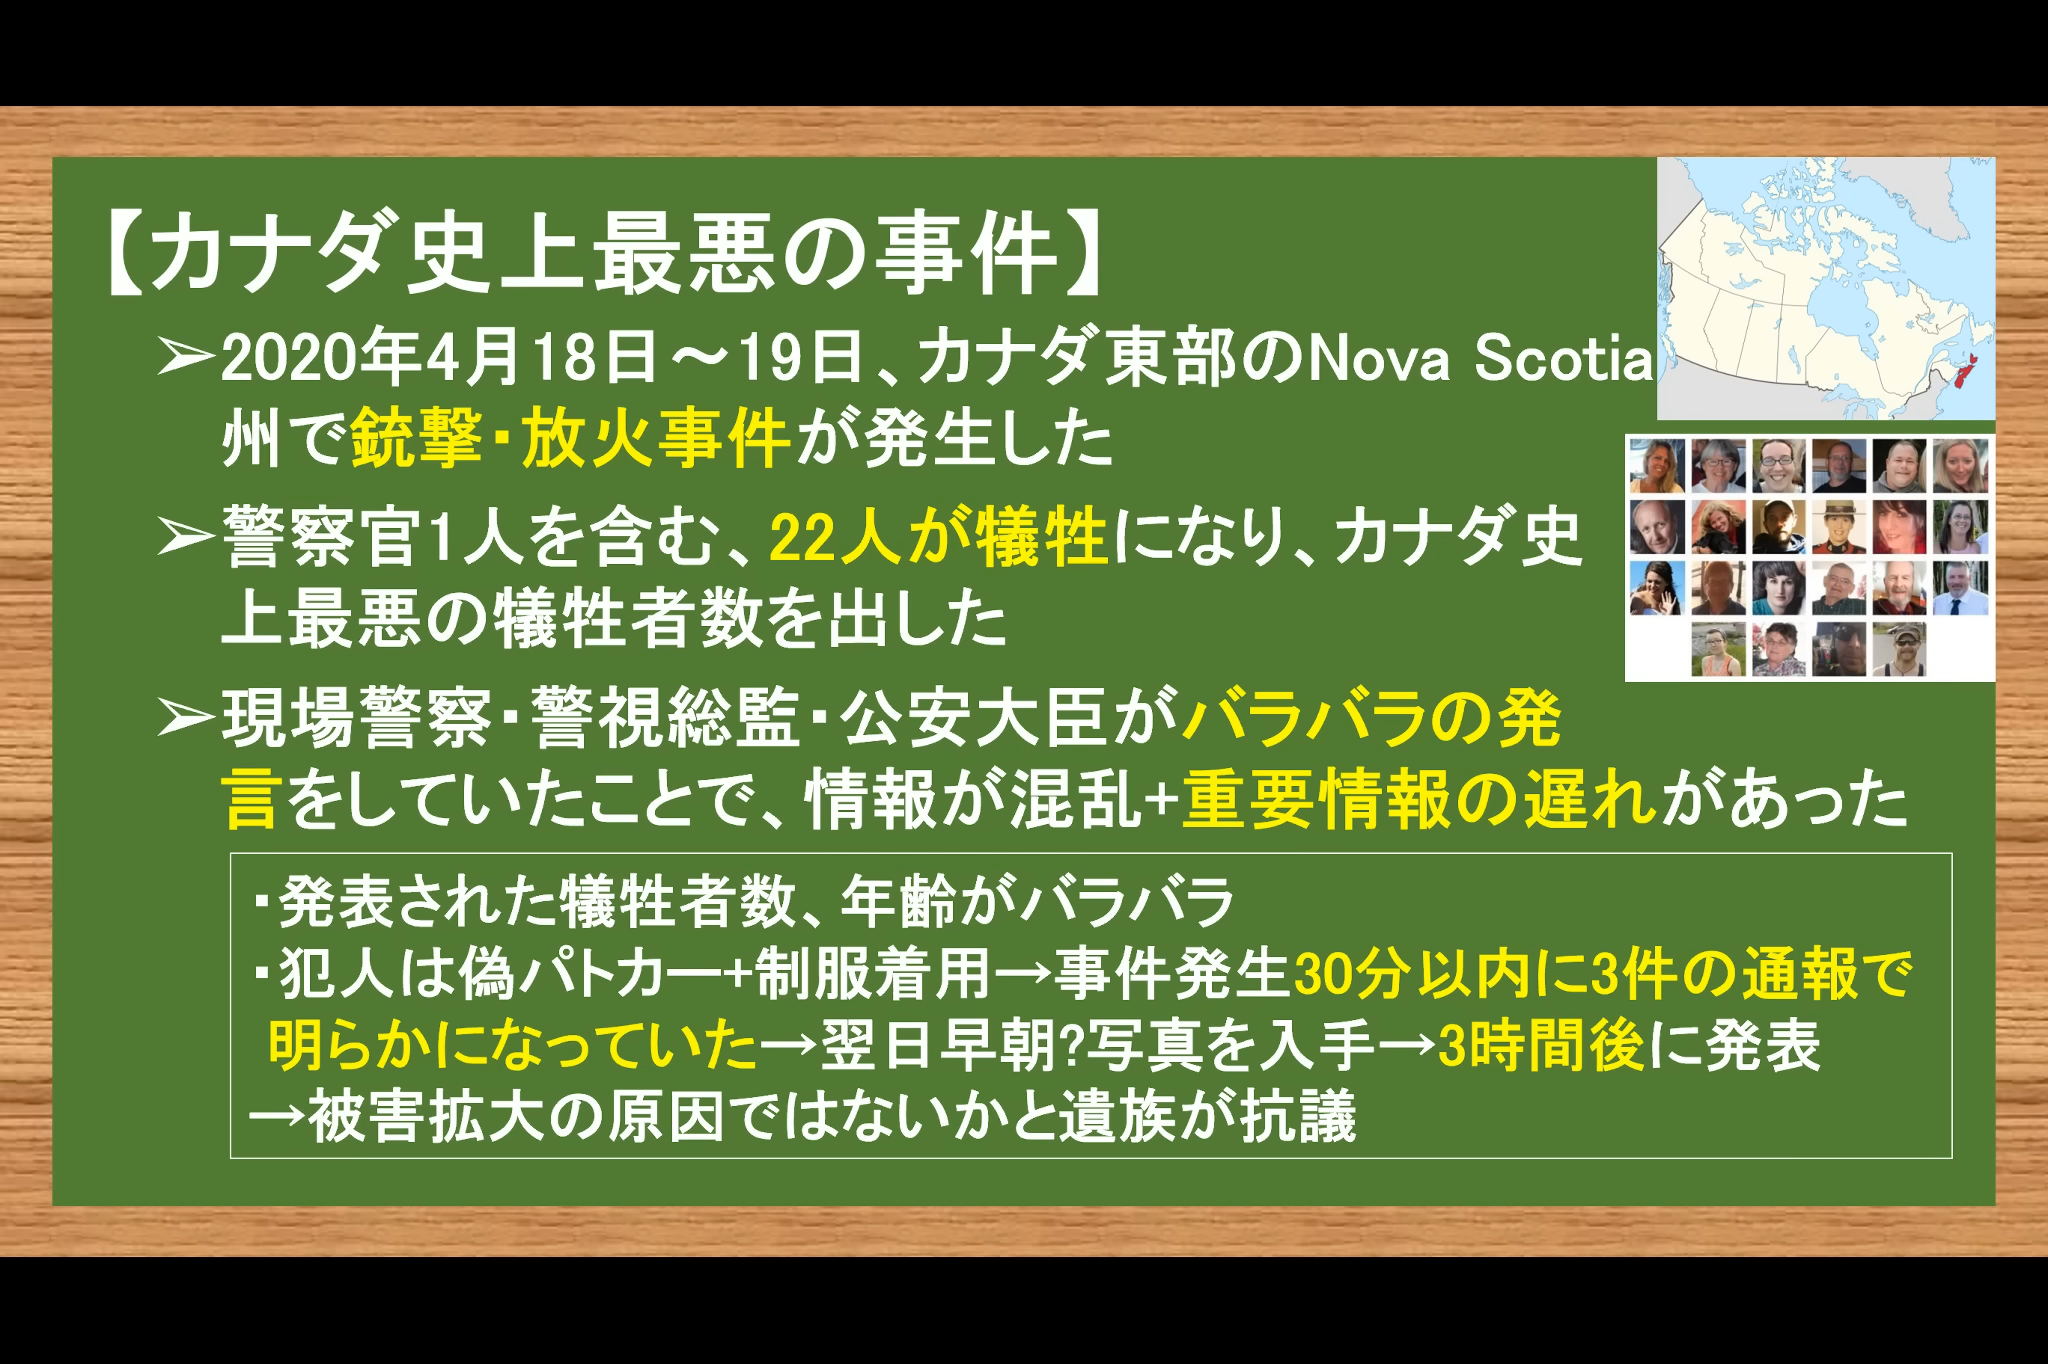 【カナダ史上最悪の事件】
➢2020年4月18日～19日、カナダ東部のNova Scotia
州で銃撃・放火事件が発生した
➢警察官1人を含む、22人が犠牲になり、カナダ史
上最悪の犠牲者数を出した
➢現場警察・警視総監・公安大臣がバラバラの発
言をしていたことで、情報が混乱+重要情報の遅れがあった
・発表された犠牲者数、年齢がバラバラ
・犯人は偽パトカー+制服着用→事件発生30分以内に3件の通報で
明らかになっていた→翌日早朝?写真を入手→3時間後に発表
→被害拡大の原因ではないかと遺族が抗議